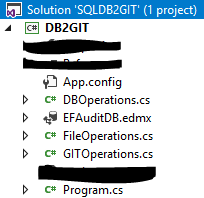 Solution 'SQLDB2GIT' (1 project)
DB2GIT
App.config
DBOperations.cs
EFAuditDB.edmx
FileOperations.cs
GITOperations.cs
Program.cs